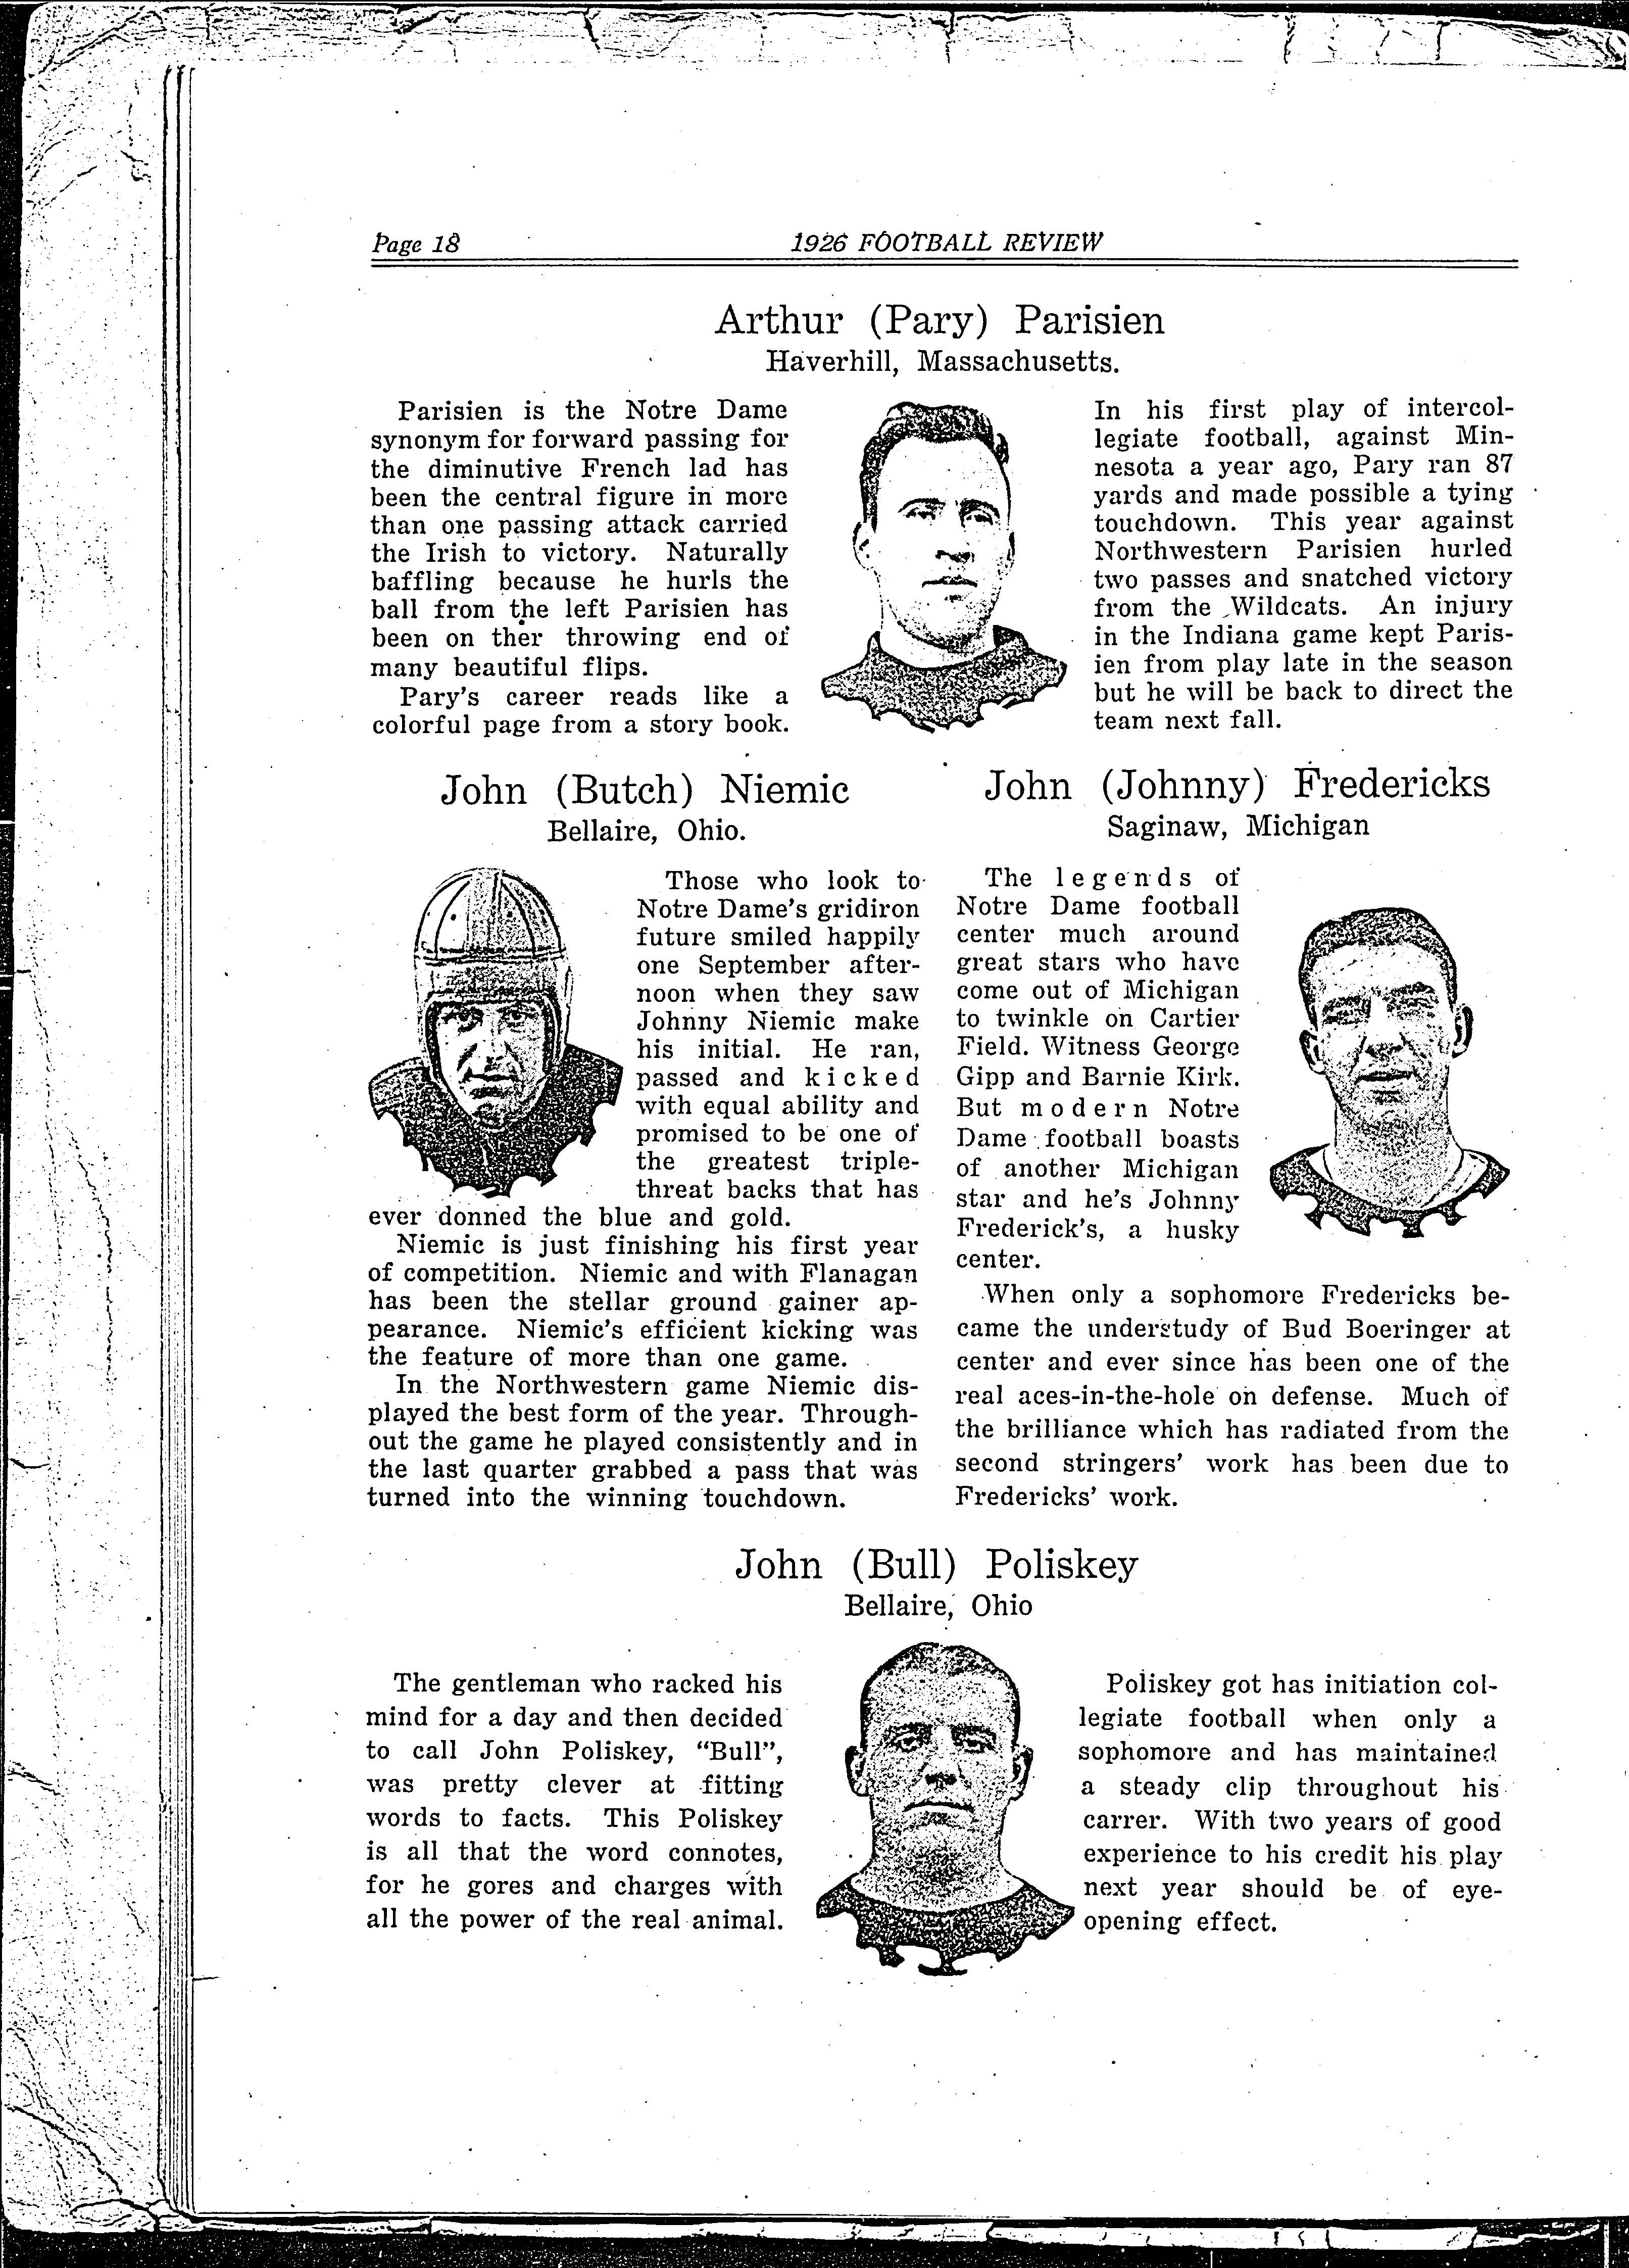 Page 18
1926 FOOTBALL REVIEW
Arthur (Pary) Parisien
Haverhill, Massachusetts.
Parisien is the Notre Dame
synonym for forward passing for
the diminutive French lad has
been the central figure in more
than one passing attack carried
the Irish to victory. Naturally
baffling because he hurls the
ball from the left Parisien has
been on ther throwing end of
many beautiful flips.
Pary's career reads like a
colorful page from a story book.
In his first play of intercol-
legiate football, against Min-
nesota a year ago, Pary ran 87
yards and made possible a tying
touchdown. This year against
Northwestern Parisien hurled
two passes and snatched victory
from the Wildcats. An injury
in the Indiana game kept Paris-
ien from play late in the season
but he will be back to direct the
team next fall.
John (Butch) Niemic
Bellaire, Ohio.
Those who look to
Notre Dame's gridiron
future smiled happily
one September after-
noon when they saw
Johnny Niemic make
his initial. He ran,
passed and kicked
with equal ability and
promised to be one of
the greatest triple-
threat backs that has
ever donned the blue and gold.
Niemic is just finishing his first year
of competition. Niemic and with Flanagan
has been the stellar ground gainer ap-
pearance. Niemic's efficient kicking was
the feature of more than one game.
In the Northwestern game Niemic dis-
played the best form of the year. Through-
out the game he played consistently and in
the last quarter grabbed a pass that was
turned into the winning touchdown.
John (Johnny) Fredericks
Saginaw, Michigan
The legends of
Notre Dame football
center much around
great stars who have
come out of Michigan
to twinkle on Cartier
Field. Witness George
Gipp and Barnie Kirk.
But modern Notre
Dame football boasts
of another Michigan
star and he's Johnny
Frederick's, a husky
center.
When only a sophomore Fredericks be-
came the understudy of Bud Boeringer at
center and ever since has been one of the
real aces-in-the-hole on defense. Much of
the brilliance which has radiated from the
second stringers' work has been due to
Fredericks' work.
John (Bull) Poliskey
Bellaire, Ohio
The gentleman who racked his
mind for a day and then decided
to call John Poliskey, "Bull",
was pretty clever at fitting
words to facts. This Poliskey
is all that the word connotes,
for he gores and charges with
all the power of the real animal.
Poliskey got has initiation col-
legiate football when only a
sophomore and has maintained
a steady clip throughout his
carrer. With two years of good
experience to his credit his play
next year should be of eye-
opening effect.